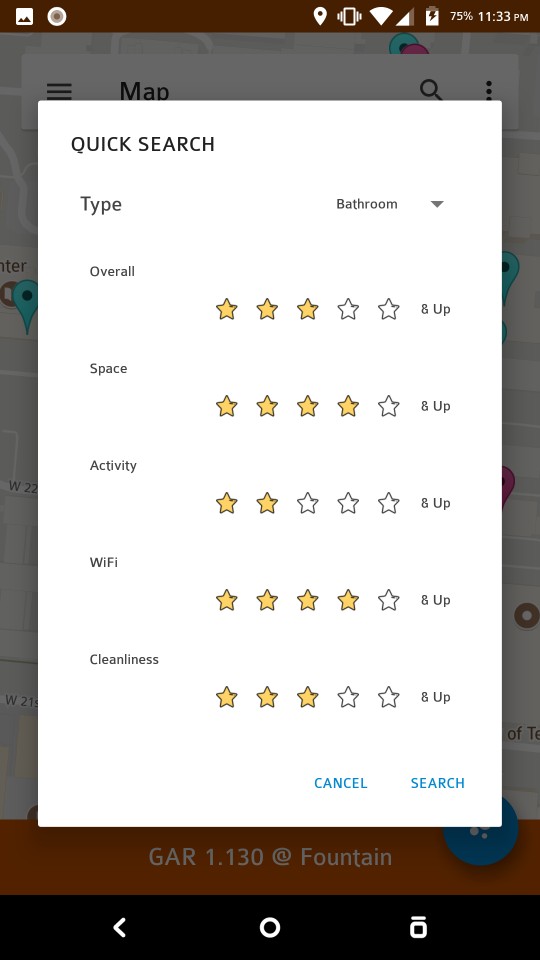 75% 11:33 PM
Map
QUICK SEARCH
Type
Bathroom
nter
Overall
& Up
Space
& Up
Activity
& Up
W 22
WiFi
& Up
Cleanliness
& Up
W 21s
of Te
CANCEL SEARCH
GAR 1.130 @ Fountain